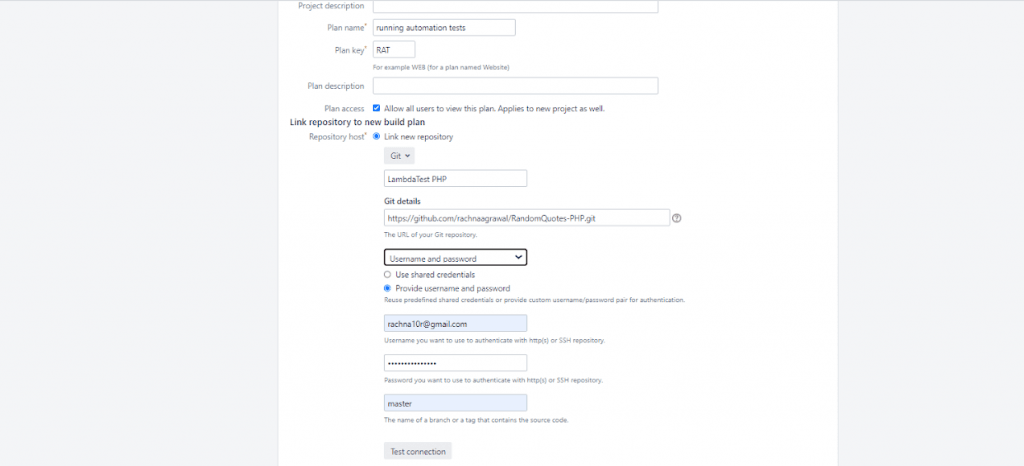 Project description
Plan name* running automation tests
Plan key* RAT
For example WEB (for a plan named Website)
Plan description
Plan access Allow all users to view this plan. Applies to new project as well.
Link repository to new build plan
Repository host* Link new repository
Git
LambdaTest PHP
Git details
https://github.com/rachnaagrawal/RandomQuotes-PHP.git
The URL of your Git repository.
Username and password
Use shared credentials
Provide username and password
Reuse predefined shared credentials or provide custom username/password pair for authentication.
rachna10r@gmail.com
Username you want to use to authenticate with http(s) or SSH repository.
•••••••••••••••
Password you want to use to authenticate with http(s) or SSH repository.
master
The name of a branch or a tag that contains the source code.
Test connection